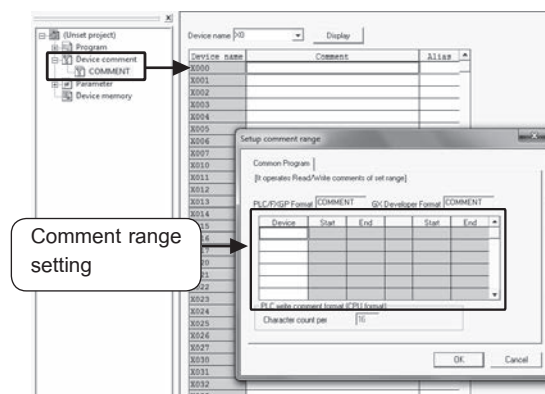 (Unset project)
Program
Device comment
COMMENT
Parameter
Device memory
Device name X0 Display
Device name Comment Alias
X000
X001
X002
X003
X004
X005
X006
X007
X010
X011
X012
X013
X014
X023
X024
X025
X026
X027
X030
X031
X032
Setup comment range
Common Program
[It operates Read/Write comments of set range]
PLC/FXGP Format COMMENT GX Developer Format COMMENT
Device Start End Start End
PLC write comment format (CPU format)
Character count per 16
OK Cancel
Comment range
setting